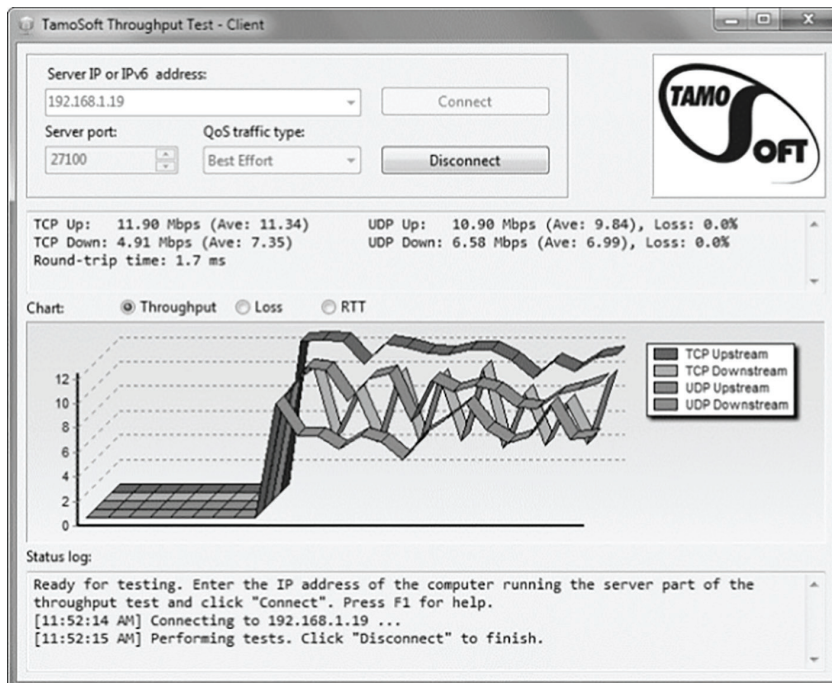 TamoSoft Throughput Test - Client
Server IP or IPv6 address:
192.168.1.19
Connect
Server port:
QoS traffic type:
27100
Best Effort
Disconnect
TAMO
SOFT
TCP Up: 11.90 Mbps (Ave: 11.34) UDP Up: 10.90 Mbps (Ave: 9.84), Loss: 0.0%
TCP Down: 4.91 Mbps (Ave: 7.35) UDP Down: 6.58 Mbps (Ave: 6.99), Loss: 0.0%
Round-trip time: 1.7 ms
Chart: Throughput Loss RTT
TCP Upstream
TCP Downstream
UDP Upstream
UDP Downstream
12
10
8
6
4
2
0
Status log:
Ready for testing. Enter the IP address of the computer running the server part of the
throughput test and click "Connect". Press F1 for help.
[11:52:14 AM] Connecting to 192.168.1.19 ...
[11:52:15 AM] Performing tests. Click "Disconnect" to finish.